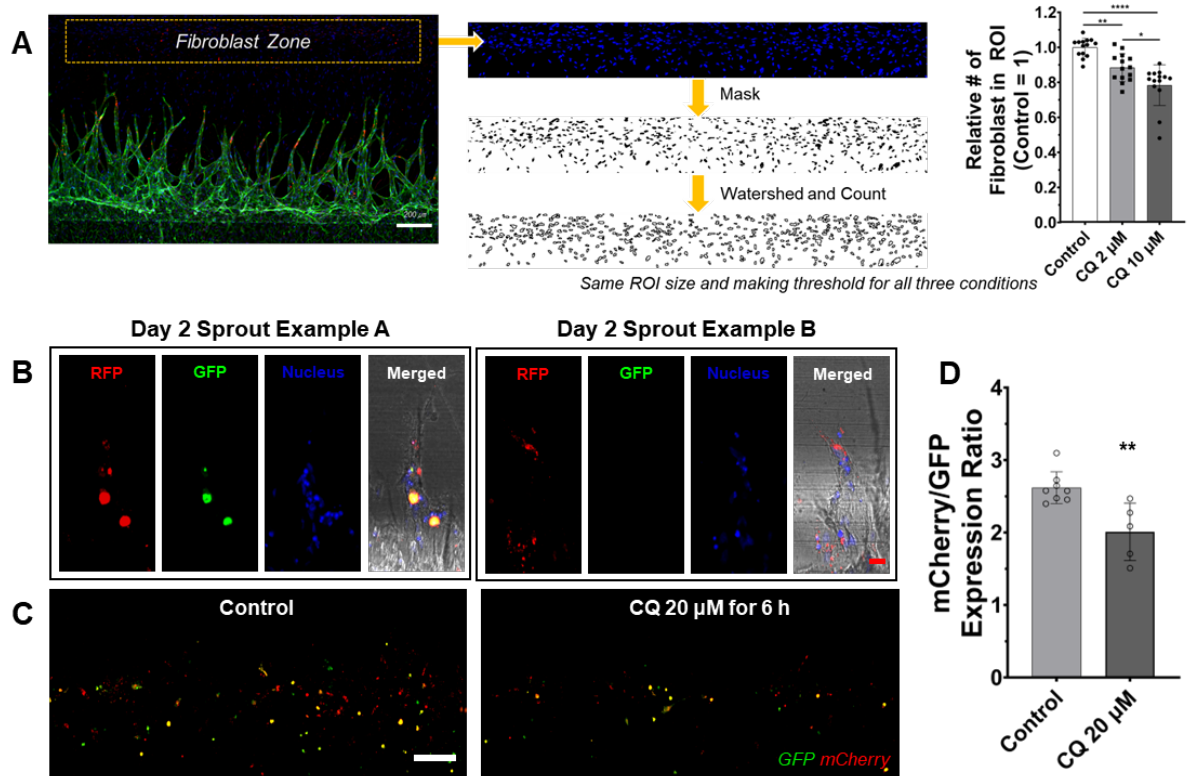 A
Fibroblast Zone
200 µm
Mask
Watershed and Count
Same ROI size and making threshold for all three conditions
Relative # of
Fibroblast in ROI
(Control = 1)
1.2
1.0
0.8
0.6
0.4
0.2
0.0
****
**
*
Control
CQ 2 µM
CQ 10 µM
B
Day 2 Sprout Example A
RFP
GFP
Nucleus
Merged
Day 2 Sprout Example B
RFP
GFP
Nucleus
Merged
C
Control
CQ 20 µM for 6 h
GFP mCherry
D
mCherry/GFP
Expression Ratio
4
3
2
1
0
**
Control
CQ 20 µM